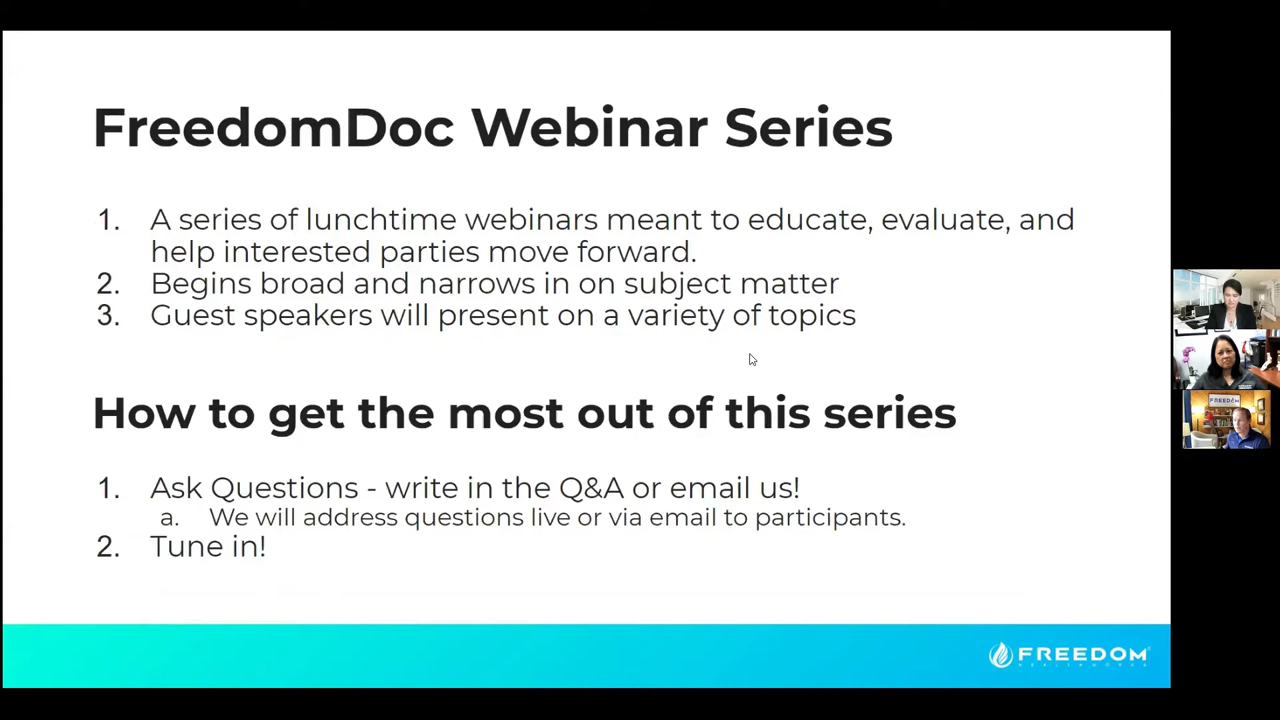 FreedomDoc Webinar Series
1. A series of lunchtime webinars meant to educate, evaluate, and
help interested parties move forward.
2. Begins broad and narrows in on subject matter
3. Guest speakers will present on a variety of topics
How to get the most out of this series
1. Ask Questions - write in the Q&A or email us!
a. We will address questions live or via email to participants.
2. Tune in!
FREEDOM
FREEDOM